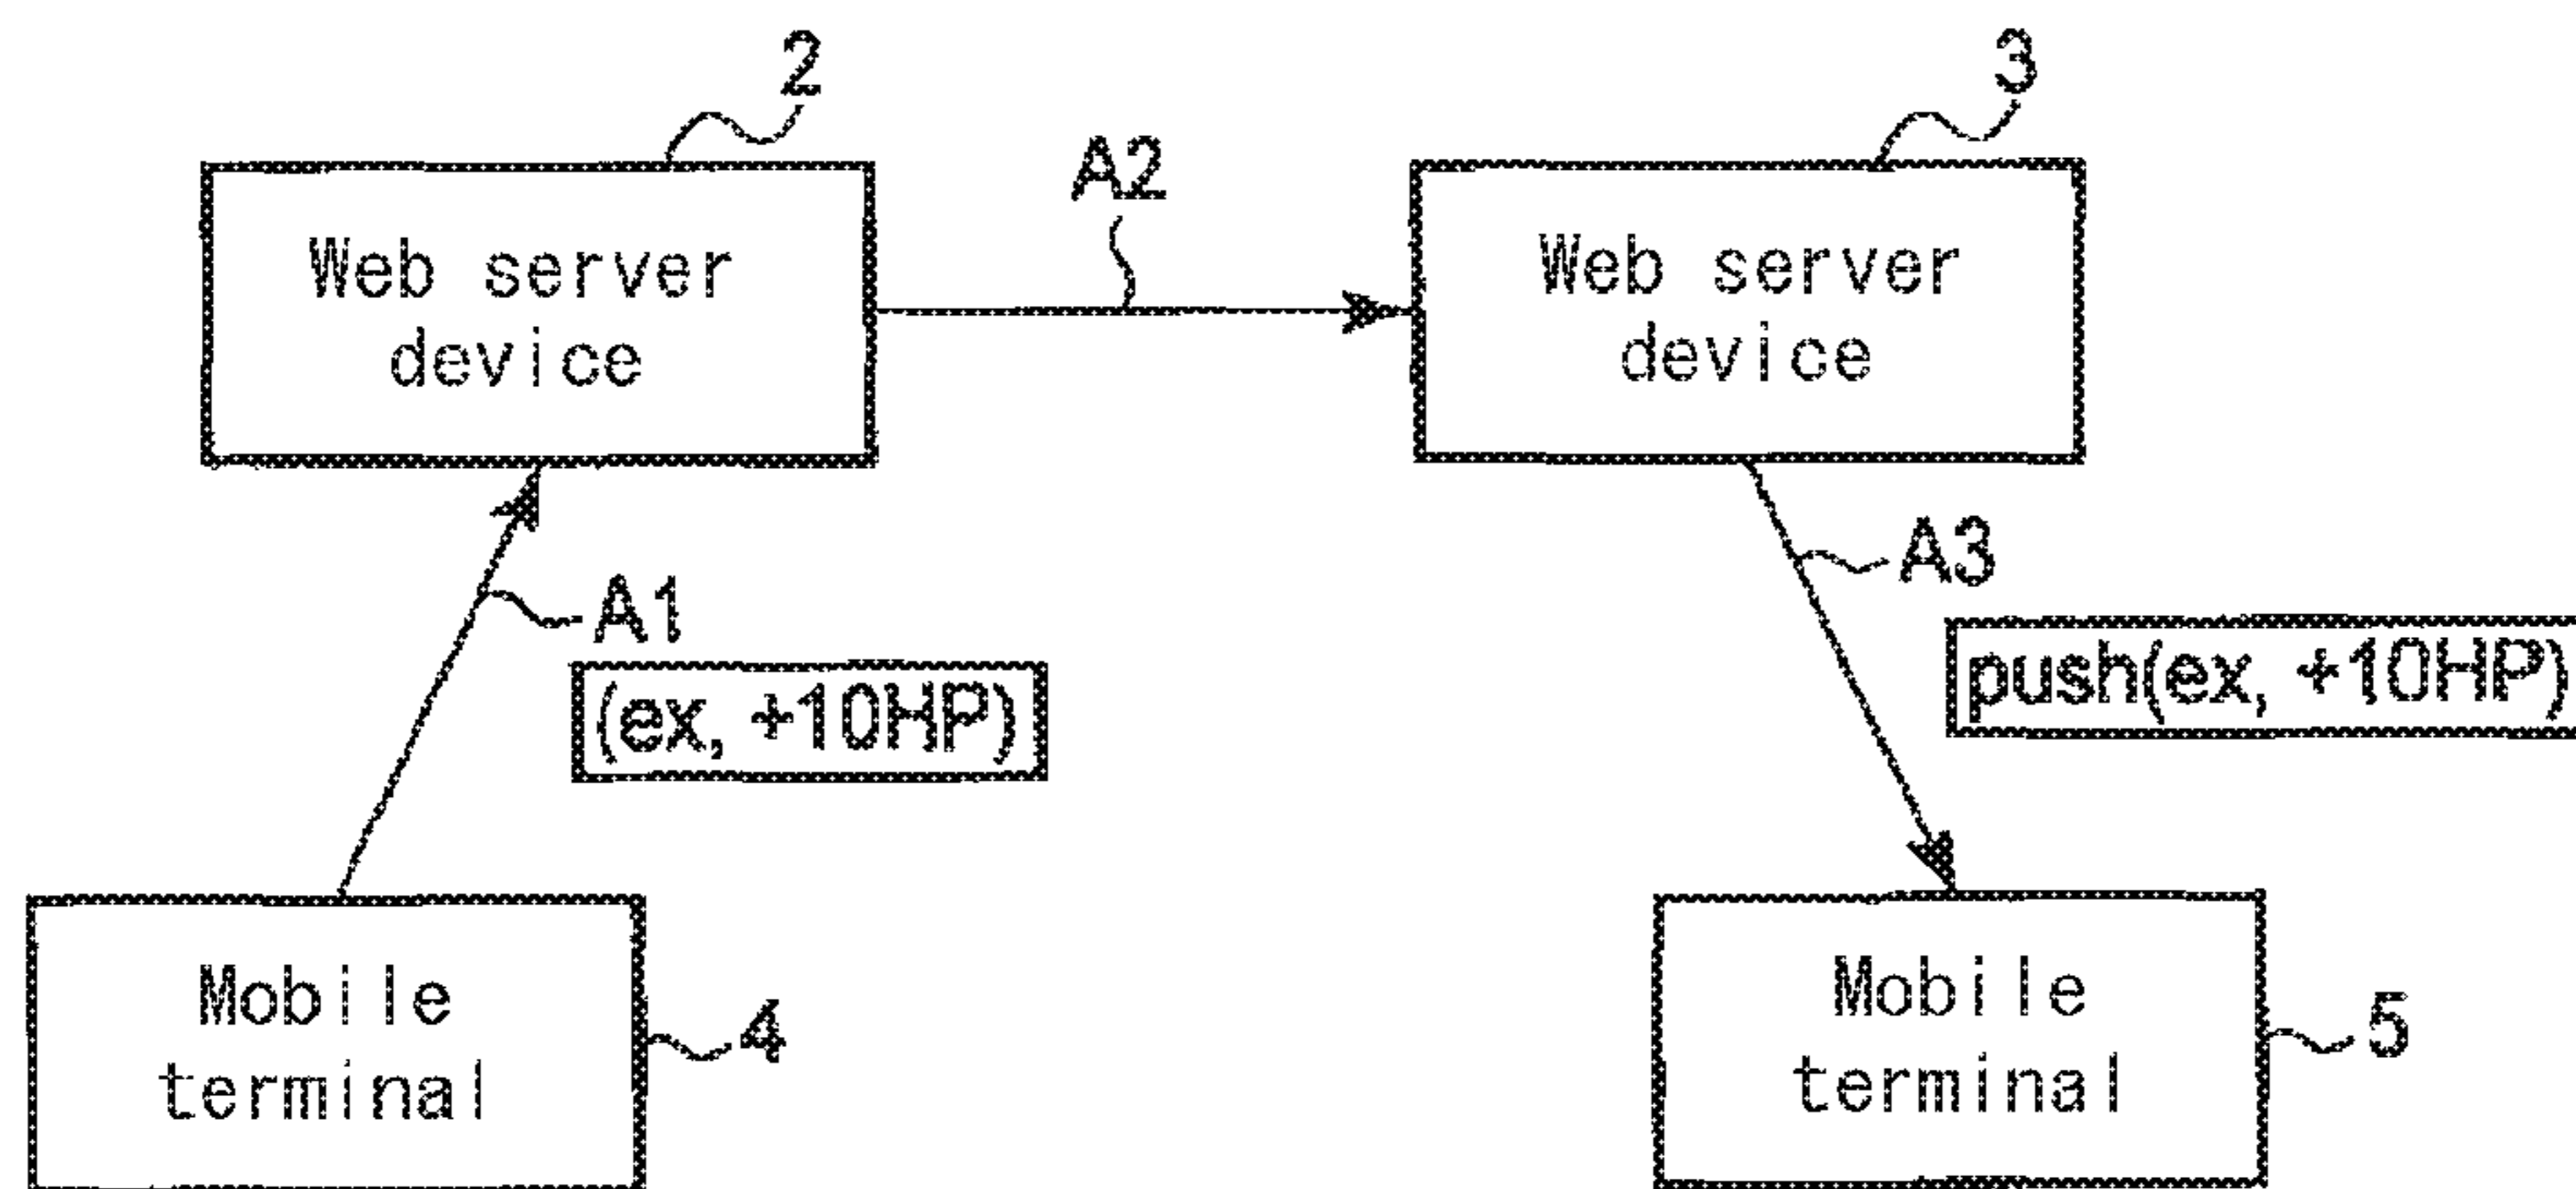 2
3
A2
Web server
device
Web server
device
A1
(ex, +10HP)
A3
push(ex, +10HP)
Mobile
terminal
4
Mobile
terminal
5